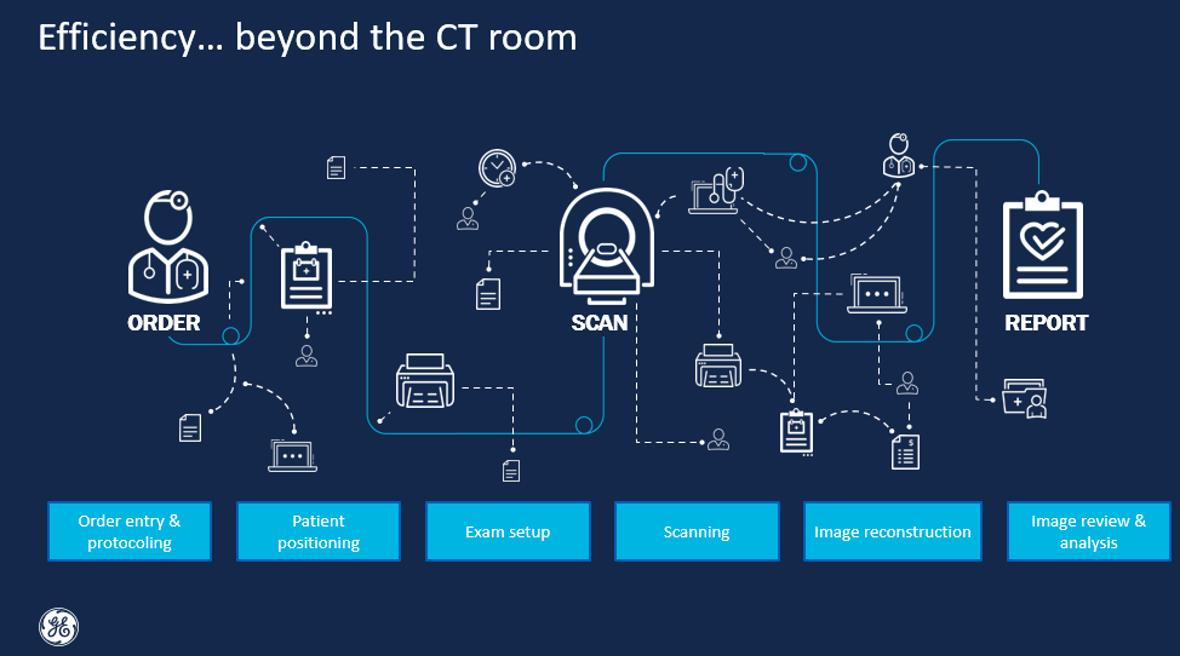 Efficiency... beyond the CT room
ORDER
SCAN
REPORT
Order entry &
protocoling
Patient
positioning
Exam setup
Scanning
Image reconstruction
Image review &
analysis
GE